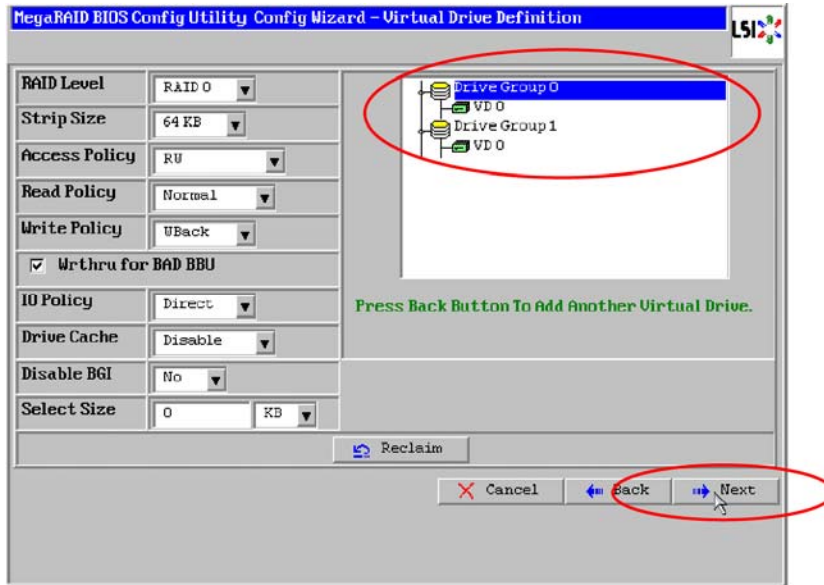 MegaRAID BIOS Config Utility Config Wizard – Virtual Drive Definition
LSI
RAID Level
RAID 0
Strip Size
64 KB
Access Policy
RW
Read Policy
Normal
Write Policy
WBack
Wrthru for BAD BBU
IO Policy
Direct
Drive Cache
Disable
Disable BGI
No
Select Size
0
KB
Drive Group 0
VD 0
Drive Group 1
VD 0
Press Back Button To Add Another Virtual Drive.
Reclaim
Cancel
Back
Next